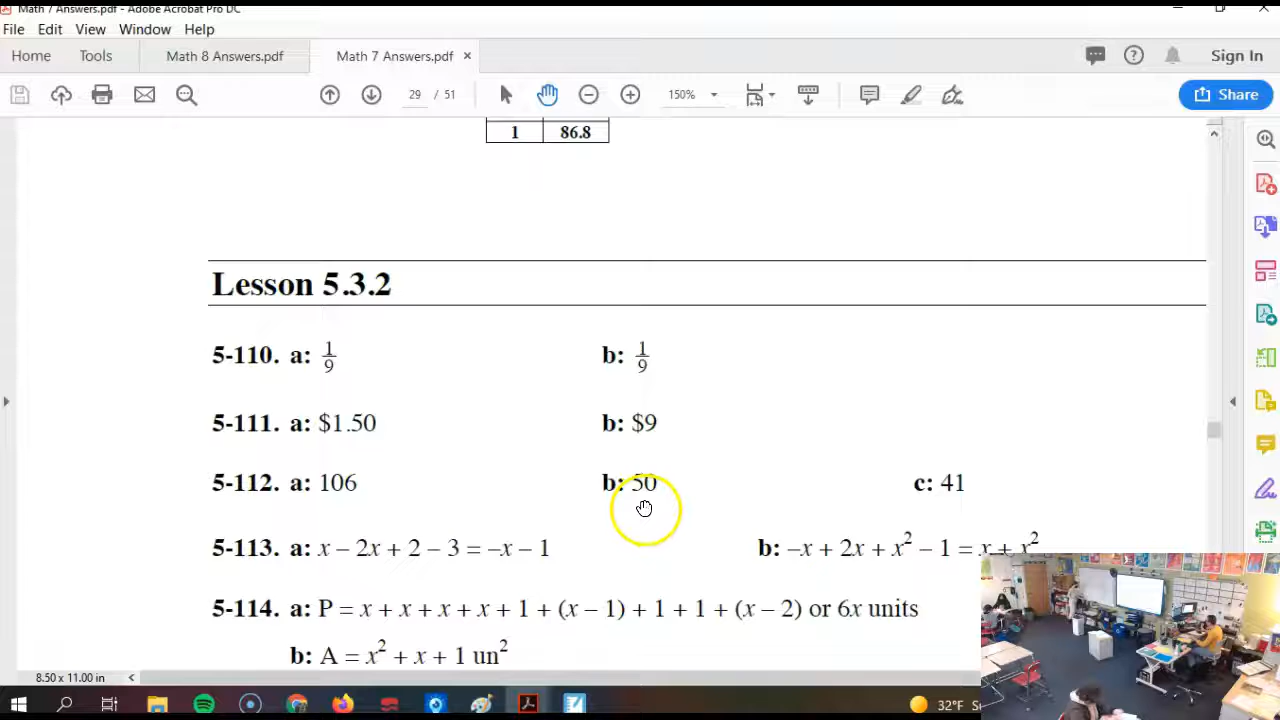 Math 7 Answers.pdf - Adobe Acrobat Pro DC
File Edit View Window Help
Home Tools Math 8 Answers.pdf Math 7 Answers.pdf × Sign In
29 / 51 150% Share
1 86.8
Lesson 5.3.2
5-110. a: 1/9 b: 1/9
5-111. a: $1.50 b: $9
5-112. a: 106 b: 50 c: 41
5-113. a: x – 2x + 2 – 3 = –x – 1 b: –x + 2x + x² – 1 = x + x²
5-114. a: P = x + x + x + x + 1 + (x – 1) + 1 + 1 + (x – 2) or 6x units
b: A = x² + x + 1 un²
8.50 x 11.00 in
32°F